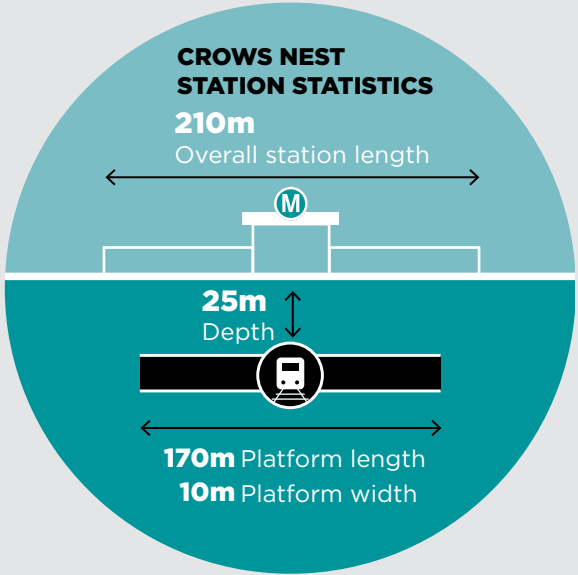 CROWS NEST
STATION STATISTICS
210m
Overall station length
M
25m
Depth
170m Platform length
10m Platform width